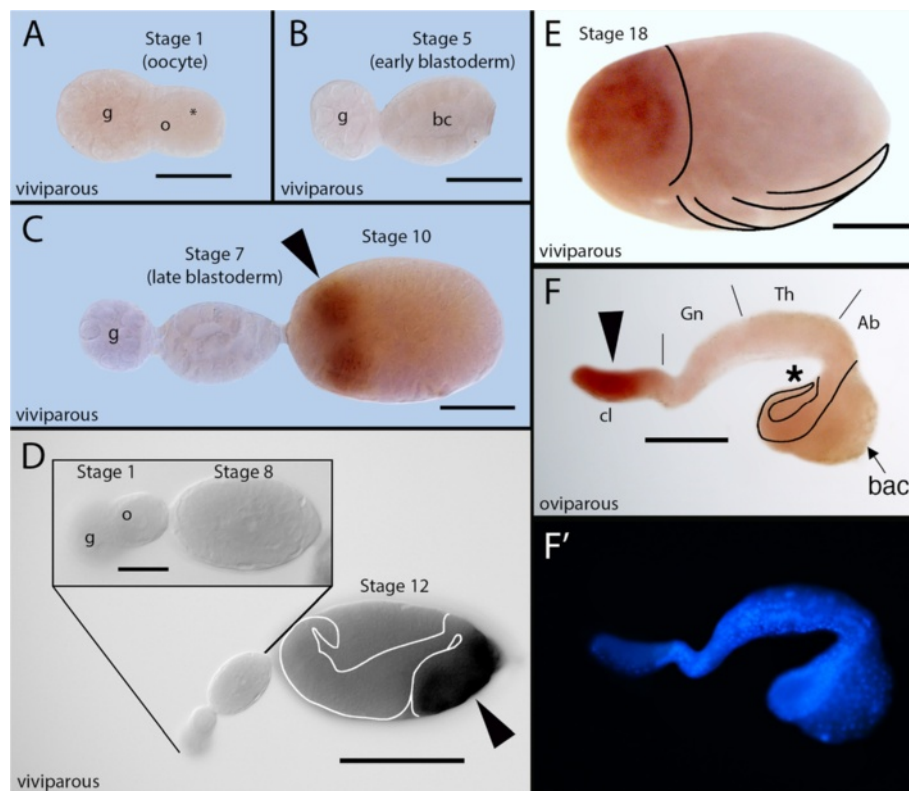 A
Stage 1
(oocyte)
g
o
*
viviparous
B
Stage 5
(early blastoderm)
g
bc
viviparous
C
Stage 7
(late blastoderm)
Stage 10
g
viviparous
D
Stage 1
Stage 8
o
g
Stage 12
viviparous
E
Stage 18
viviparous
F
Gn
Th
Ab
*
cl
bac
oviparous
F'